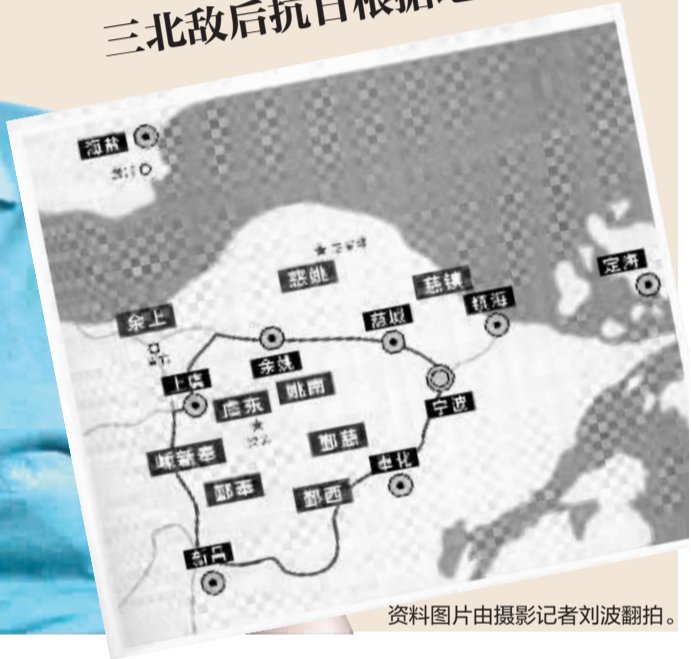 三北敌后抗日根据地
海盐
定海
慈姚
慈镇
镇海
余上
慈城
余姚
上虞
姚南
虞东
宁波
鄞慈
嵊新奉
奉化
鄞奉
鄞西
新昌
资料图片由摄影记者刘波翻拍。